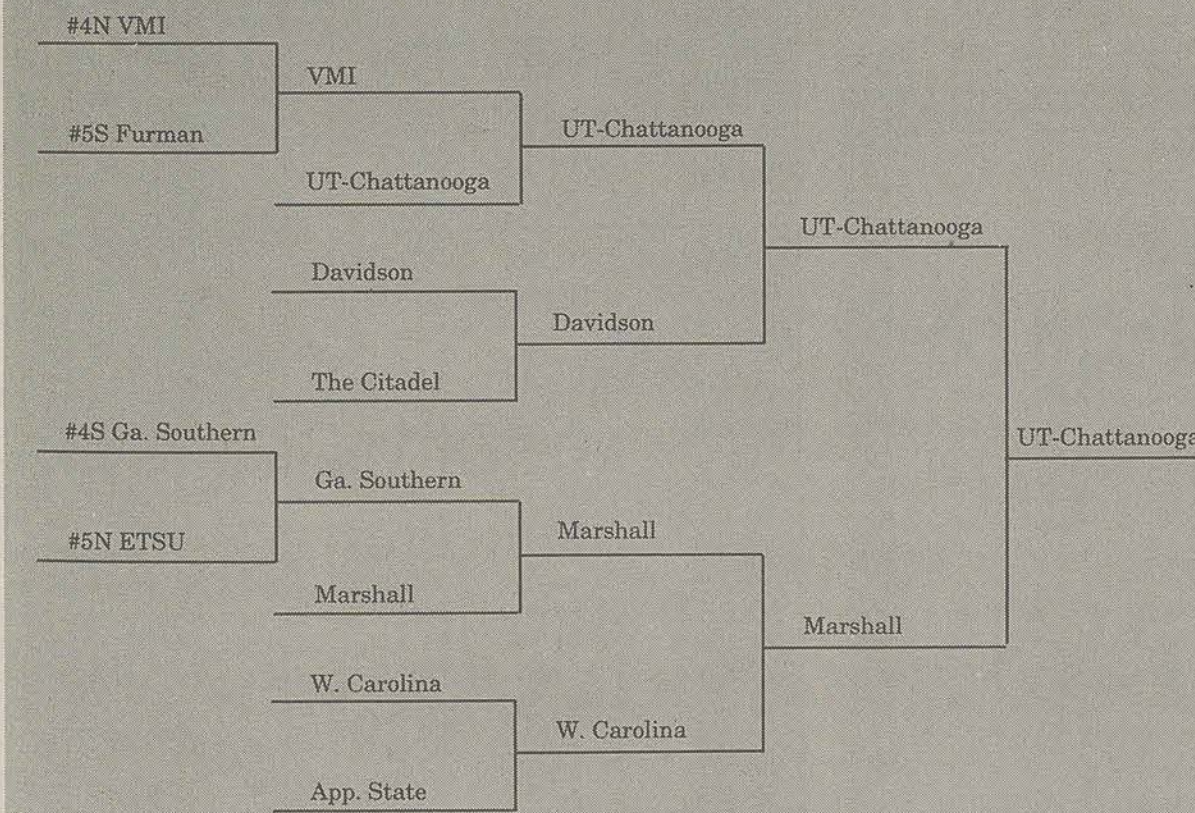 #4N VMI
VMI
#5S Furman
UT-Chattanooga
UT-Chattanooga
UT-Chattanooga
Davidson
Davidson
The Citadel
#4S Ga. Southern
UT-Chattanooga
Ga. Southern
#5N ETSU
Marshall
Marshall
Marshall
W. Carolina
W. Carolina
App. State